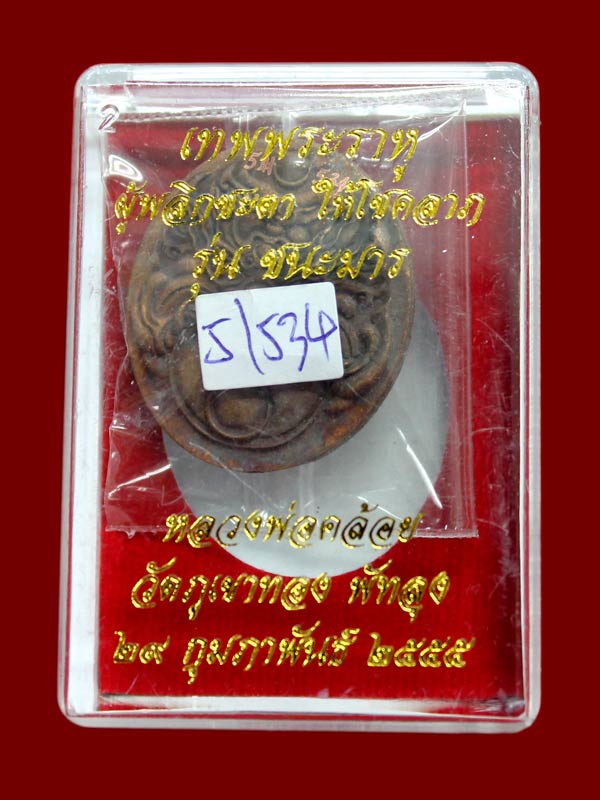 เทพพระราหู
ผู้พลิกชะตา ให้โชคลาภ
รุ่น ชนะมาร
5/534
หลวงพ่อคล้อย
วัดภูเขาทอง พัทลุง
๒๙ กุมภาพันธ์ ๒๕๕๕